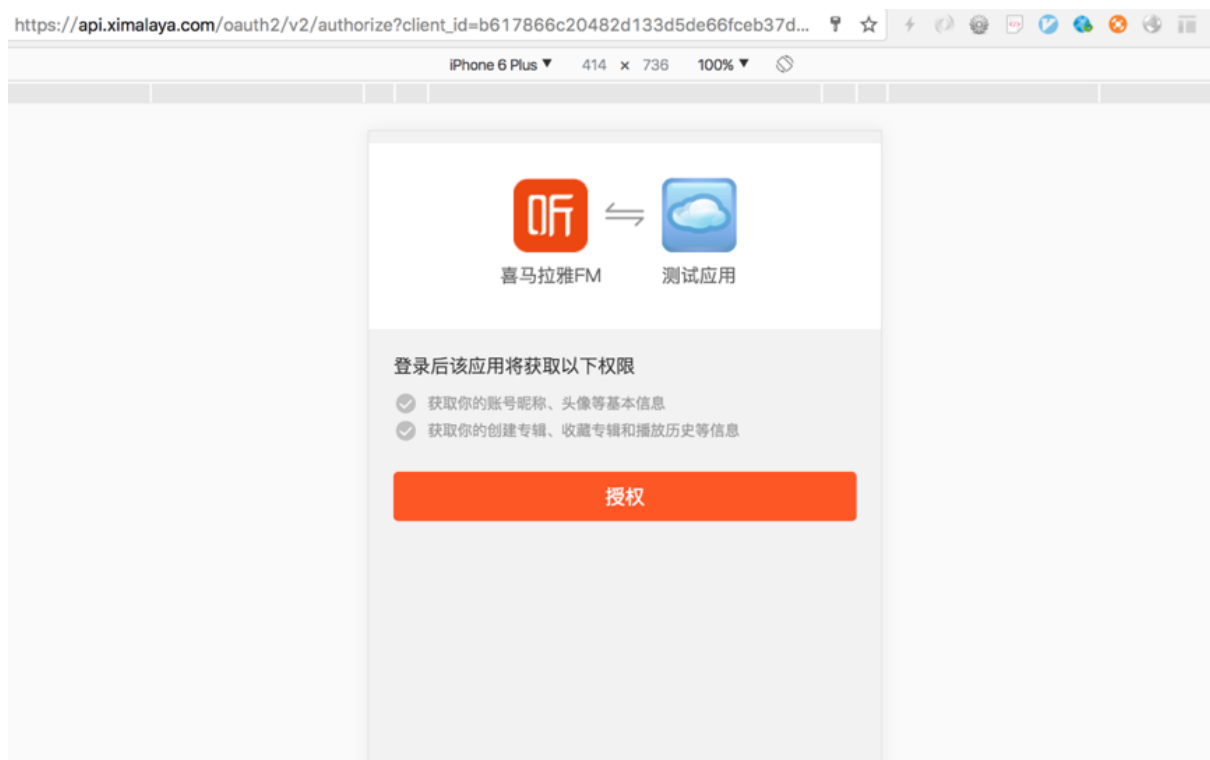 https://api.ximalaya.com/oauth2/v2/authorize?client_id=b617866c20482d133d5de66fceb37d...
iPhone 6 Plus ▼ 414 × 736 100% ▼
听
喜马拉雅FM 测试应用
登录后该应用将获取以下权限
获取你的账号昵称、头像等基本信息
获取你的创建专辑、收藏专辑和播放历史等信息
授权